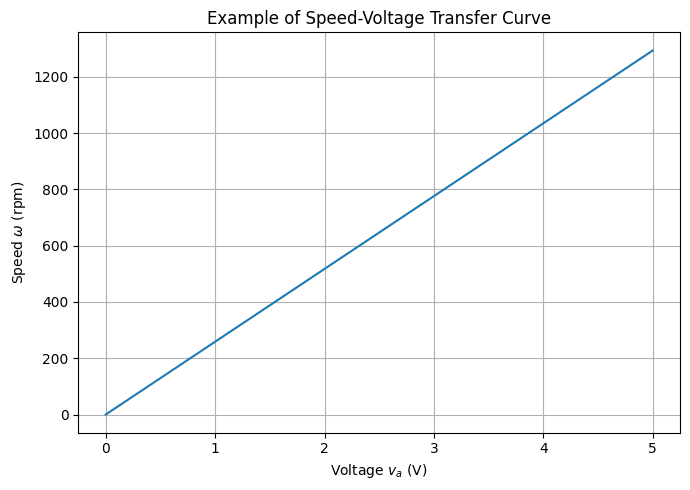 Example of Speed-Voltage Transfer Curve
Speed ω (rpm)
1200
1000
800
600
400
200
0
0 1 2 3 4 5
Voltage vₐ (V)